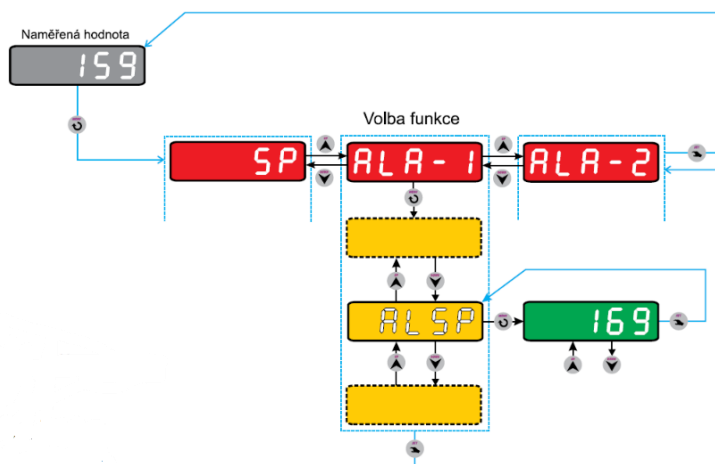 Naměřená hodnota
159
Volba funkce
SP
ALA-1
ALA-2
ALSP
169